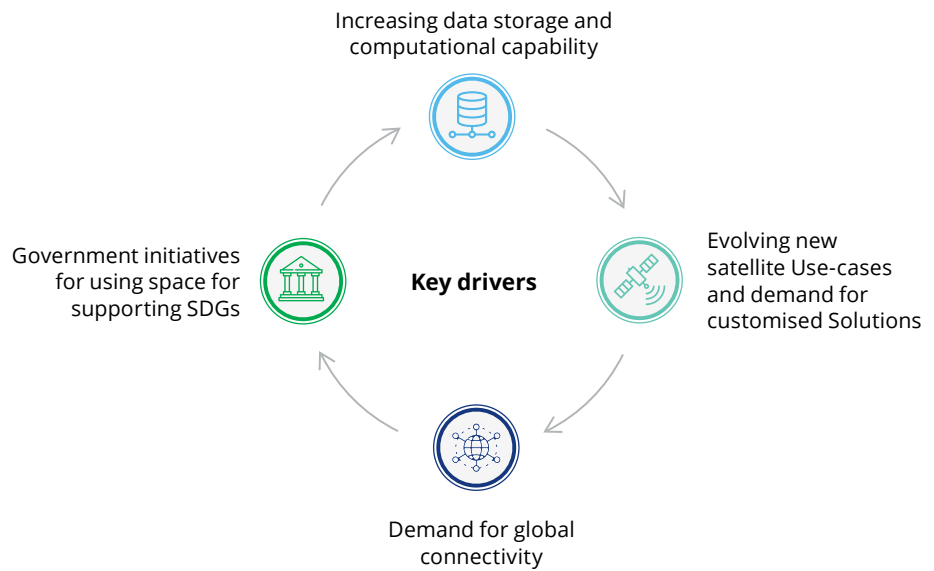 Increasing data storage and
computational capability
Government initiatives
for using space for
supporting SDGs
Key drivers
Evolving new
satellite Use-cases
and demand for
customised Solutions
Demand for global
connectivity